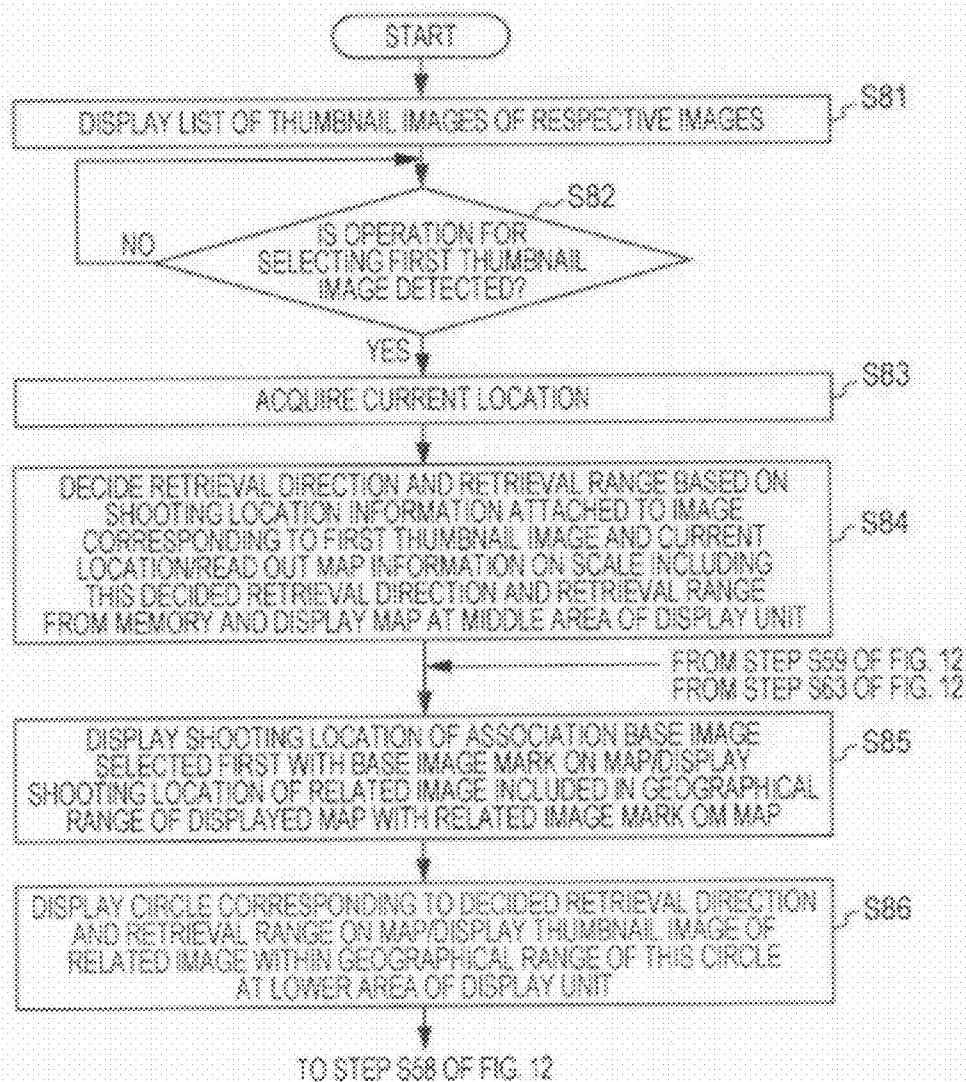 START
S81
DISPLAY LIST OF THUMBNAIL IMAGES OF RESPECTIVE IMAGES
S82
IS OPERATION FOR
SELECTING FIRST THUMBNAIL
IMAGE DETECTED?
NO
YES
S83
ACQUIRE CURRENT LOCATION
S84
DECIDE RETRIEVAL DIRECTION AND RETRIEVAL RANGE BASED ON
SHOOTING LOCATION INFORMATION ATTACHED TO IMAGE
CORRESPONDING TO FIRST THUMBNAIL IMAGE AND CURRENT
LOCATION/READ OUT MAP INFORMATION ON SCALE INCLUDING
THIS DECIDED RETRIEVAL DIRECTION AND RETRIEVAL RANGE
FROM MEMORY AND DISPLAY MAP AT MIDDLE AREA OF DISPLAY UNIT
FROM STEP S59 OF FIG. 12
FROM STEP S63 OF FIG. 12
S85
DISPLAY SHOOTING LOCATION OF ASSOCIATION BASE IMAGE
SELECTED FIRST WITH BASE IMAGE MARK ON MAP/DISPLAY
SHOOTING LOCATION OF RELATED IMAGE INCLUDED IN GEOGRAPHICAL
RANGE OF DISPLAYED MAP WITH RELATED IMAGE MARK OM MAP
S86
DISPLAY CIRCLE CORRESPONDING TO DECIDED RETRIEVAL DIRECTION
AND RETRIEVAL RANGE ON MAP/DISPLAY THUMBNAIL IMAGE OF
RELATED IMAGE WITHIN GEOGRAPHICAL RANGE OF THIS CIRCLE
AT LOWER AREA OF DISPLAY UNIT
TO STEP S58 OF FIG. 12